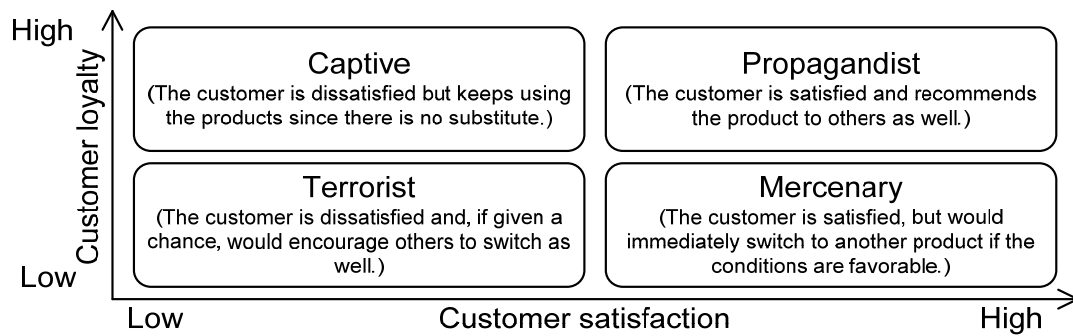 High
Customer loyalty
Low
Captive
(The customer is dissatisfied but keeps using
the products since there is no substitute.)
Propagandist
(The customer is satisfied and recommends
the product to others as well.)
Terrorist
(The customer is dissatisfied and, if given a
chance, would encourage others to switch as
well.)
Mercenary
(The customer is satisfied, but would
immediately switch to another product if the
conditions are favorable.)
Low
Customer satisfaction
High